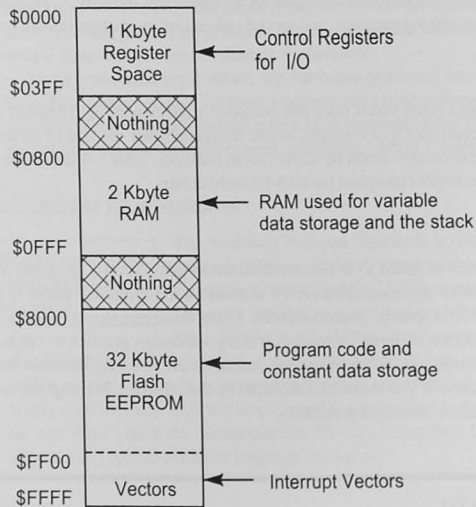 $0000
1 Kbyte
Register
Space
Control Registers
for I/O
$03FF
Nothing
$0800
2 Kbyte
RAM
RAM used for variable
data storage and the stack
$0FFF
Nothing
$8000
32 Kbyte
Flash
EEPROM
Program code and
constant data storage
$FF00
Vectors
Interrupt Vectors
$FFFF